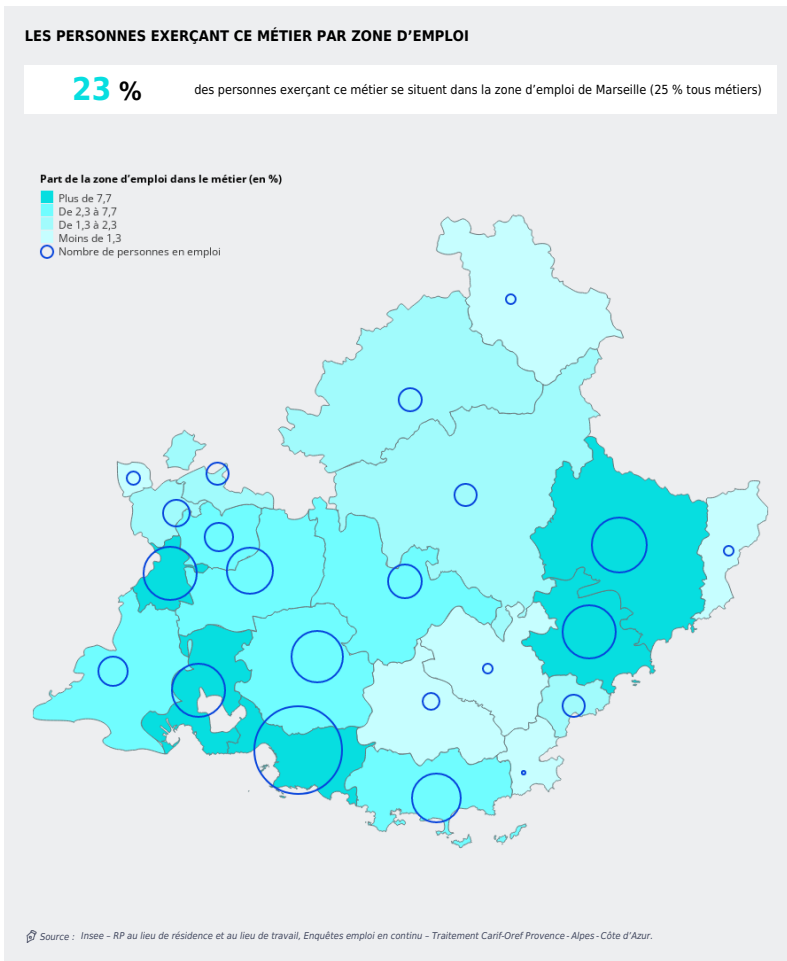 LES PERSONNES EXERÇANT CE MÉTIER PAR ZONE D’EMPLOI
23 %
des personnes exerçant ce métier se situent dans la zone d’emploi de Marseille (25 % tous métiers)
Part de la zone d’emploi dans le métier (en %)
Plus de 7,7
De 2,3 à 7,7
De 1,3 à 2,3
Moins de 1,3
Nombre de personnes en emploi
Source : Insee – RP au lieu de résidence et au lieu de travail, Enquêtes emploi en continu – Traitement Carif-Oref Provence - Alpes - Côte d’Azur.